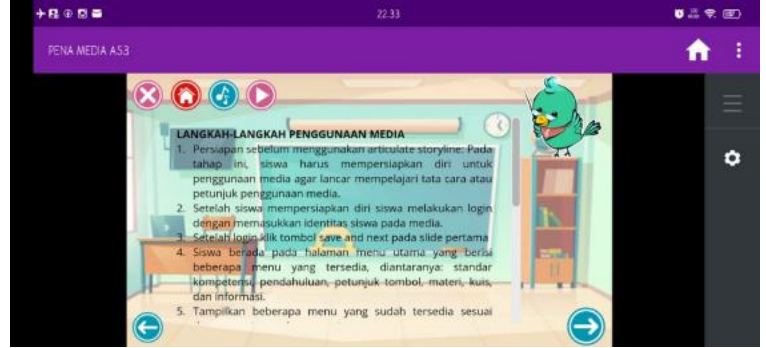 22.33
PENA MEDIA AS3
LANGKAH-LANGKAH PENGGUNAAN MEDIA
1. Persiapan sebelum menggunakan articulate storyline: Pada
tahap ini, siswa harus mempersiapkan diri untuk
penggunaan media agar lancar mempelajari tata cara atau
petunjuk penggunaan media.
2. Setelah siswa mempersiapkan diri siswa melakukan login
dengan memasukkan identitas siswa pada media.
3. Setelah login klik tombol save and next pada slide pertama
4. Siswa berada pada halaman menu utama yang berisi
beberapa menu yang tersedia, diantaranya: standar
kompetensi, pendahuluan, petunjuk tombol, materi, kuis,
dan informasi.
5. Tampilkan beberapa menu yang sudah tersedia sesuai